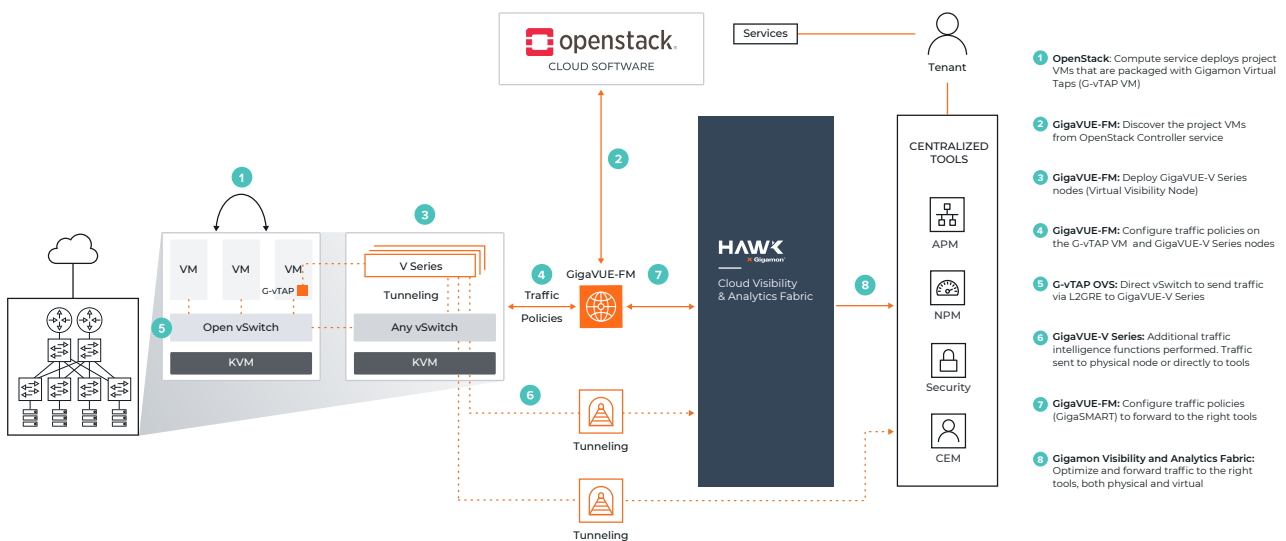 openstack.
CLOUD SOFTWARE
Services
Tenant
1
2
3
VM
VM
VM
G-vTAP
5
Open vSwitch
KVM
V Series
Tunneling
Any vSwitch
KVM
4
Traffic
Policies
GigaVUE-FM
7
HAWK
Gigamon
Cloud Visibility
& Analytics Fabric
8
6
Tunneling
Tunneling
CENTRALIZED
TOOLS
APM
NPM
Security
CEM
1 OpenStack: Compute service deploys project
VMs that are packaged with Gigamon Virtual
Taps (G-vTAP VM)
2 GigaVUE-FM: Discover the project VMs
from OpenStack Controller service
3 GigaVUE-FM: Deploy GigaVUE-V Series
nodes (Virtual Visibility Node)
4 GigaVUE-FM: Configure traffic policies on
the G-vTAP VM and GigaVUE-V Series nodes
5 G-vTAP OVS: Direct vSwitch to send traffic
via L2GRE to GigaVUE-V Series
6 GigaVUE-V Series: Additional traffic
intelligence functions performed. Traffic
sent to physical node or directly to tools
7 GigaVUE-FM: Configure traffic policies
(GigaSMART) to forward to the right tools
8 Gigamon Visibility and Analytics Fabric:
Optimize and forward traffic to the right
tools, both physical and virtual